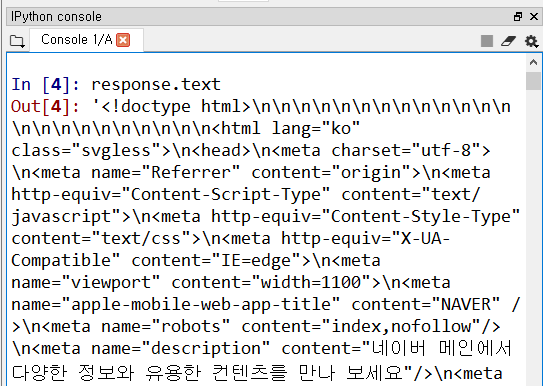 IPython console
Console 1/A
In [4]: response.text
Out[4]: '<!doctype html>\n\n\n\n\n\n\n\n\n\n\n\n\n
\n\n\n\n\n\n\n\n\n\n<html lang="ko"
class="svgless">\n<head>\n<meta charset="utf-8">
\n<meta name="Referrer" content="origin">\n<meta
http-equiv="Content-Script-Type" content="text/
javascript">\n<meta http-equiv="Content-Style-Type"
content="text/css">\n<meta http-equiv="X-UA-
Compatible" content="IE=edge">\n<meta
name="viewport" content="width=1100">\n<meta
name="apple-mobile-web-app-title" content="NAVER" /
>\n<meta name="robots" content="index,nofollow"/>
\n<meta name="description" content="네이버 메인에서
다양한 정보와 유용한 컨텐츠를 만나 보세요"/>\n<meta